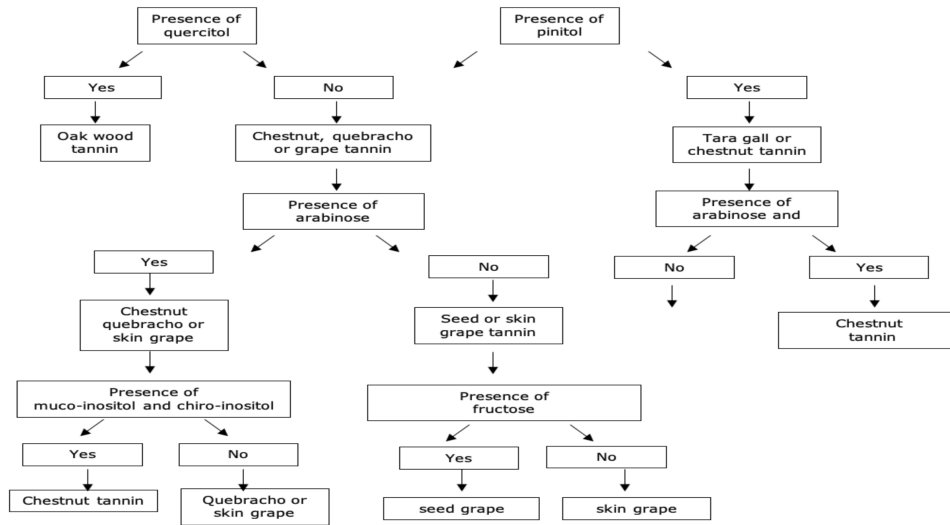 Presence of
quercitol
Presence of
pinitol
Yes
No
Yes
Oak wood
tannin
Chestnut, quebracho
or grape tannin
Tara gall or
chestnut tannin
Presence of
arabinose
Presence of
arabinose and
Yes
No
No
Yes
Chestnut
quebracho or
skin grape
Seed or skin
grape tannin
Chestnut
tannin
Presence of
muco-inositol and chiro-inositol
Presence of
fructose
Yes
No
Yes
No
Chestnut tannin
Quebracho or
skin grape
seed grape
skin grape